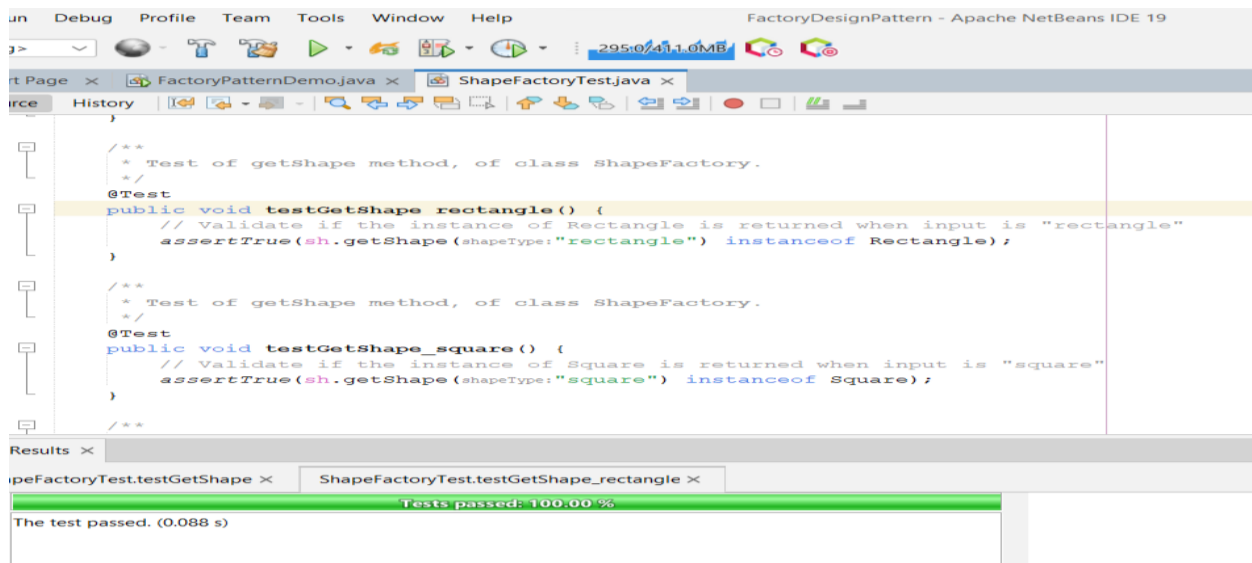 un Debug Profile Team Tools Window Help FactoryDesignPattern - Apache NetBeans IDE 19
g> 295.0/411.0MB
rt Page × FactoryPatternDemo.java × ShapeFactoryTest.java ×
urce History
}
/**
* Test of getShape method, of class ShapeFactory.
*/
@Test
public void testGetShape_rectangle() {
// Validate if the instance of Rectangle is returned when input is "rectangle"
assertTrue(sh.getShape(shapeType:"rectangle") instanceof Rectangle);
}
/**
* Test of getShape method, of class ShapeFactory.
*/
@Test
public void testGetShape_square() {
// Validate if the instance of Square is returned when input is "square"
assertTrue(sh.getShape(shapeType:"square") instanceof Square);
}
/**
Results ×
apeFactoryTest.testGetShape × ShapeFactoryTest.testGetShape_rectangle ×
Tests passed: 100.00 %
The test passed. (0.088 s)